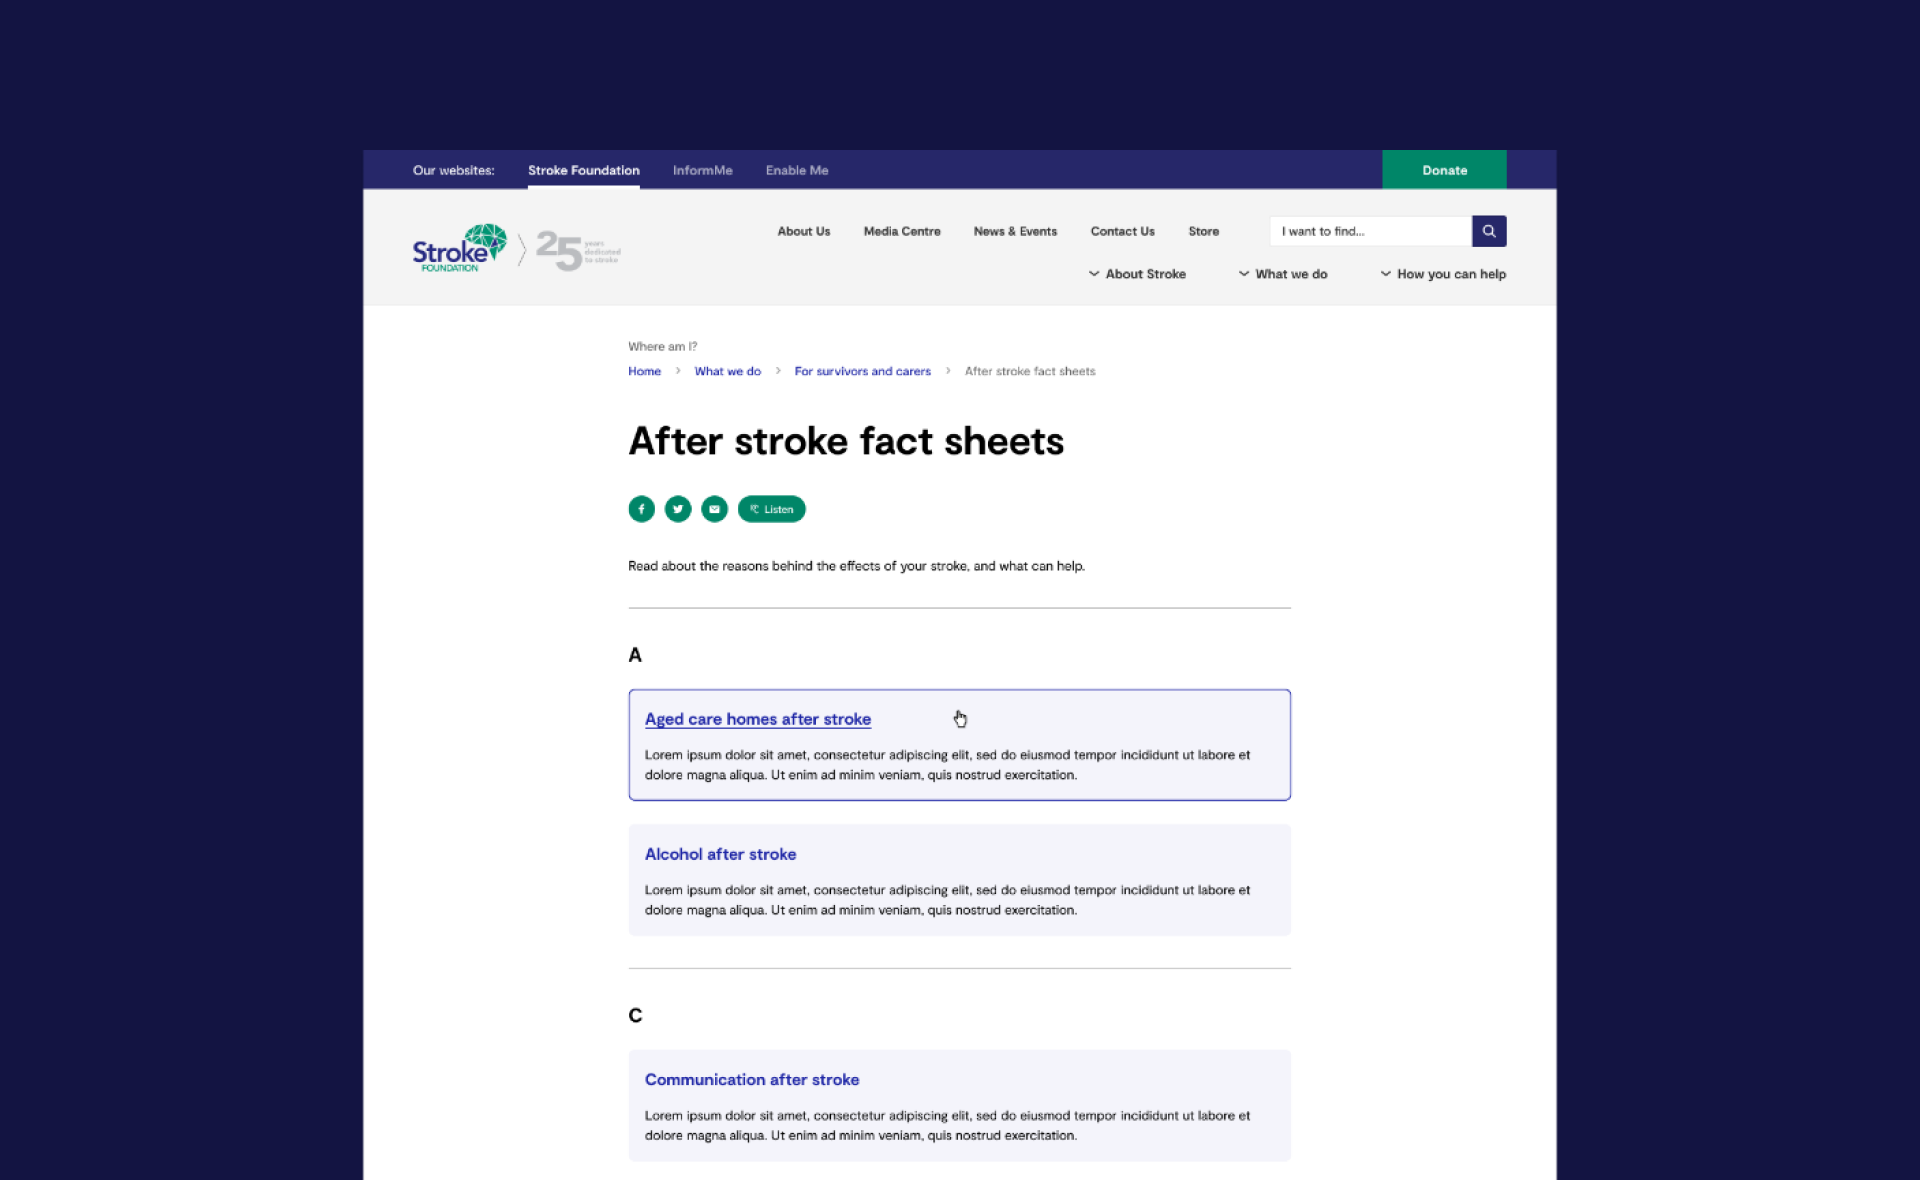 Our websites: Stroke Foundation InformMe Enable Me Donate
Stroke FOUNDATION 25 years dedicated to stroke
About Us Media Centre News & Events Contact Us Store I want to find...
About Stroke What we do How you can help
Where am I?
Home What we do For survivors and carers After stroke fact sheets
After stroke fact sheets
Listen
Read about the reasons behind the effects of your stroke, and what can help.
A
Aged care homes after stroke
Lorem ipsum dolor sit amet, consectetur adipiscing elit, sed do eiusmod tempor incididunt ut labore et
dolore magna aliqua. Ut enim ad minim veniam, quis nostrud exercitation.
Alcohol after stroke
Lorem ipsum dolor sit amet, consectetur adipiscing elit, sed do eiusmod tempor incididunt ut labore et
dolore magna aliqua. Ut enim ad minim veniam, quis nostrud exercitation.
C
Communication after stroke
Lorem ipsum dolor sit amet, consectetur adipiscing elit, sed do eiusmod tempor incididunt ut labore et
dolore magna aliqua. Ut enim ad minim veniam, quis nostrud exercitation.